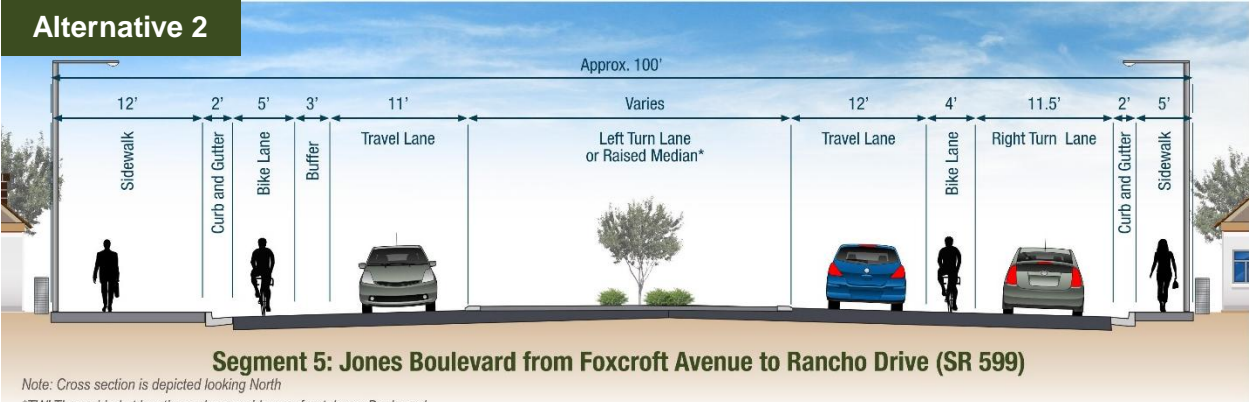 Alternative 2
Approx. 100'
12' 2' 5' 3' 11' Varies 12' 4' 11.5' 2' 5'
Sidewalk
Curb and Gutter
Bike Lane
Buffer
Travel Lane
Left Turn Lane
or Raised Median*
Travel Lane
Bike Lane
Right Turn Lane
Curb and Gutter
Sidewalk
Segment 5: Jones Boulevard from Foxcroft Avenue to Rancho Drive (SR 599)
Note: Cross section is depicted looking North